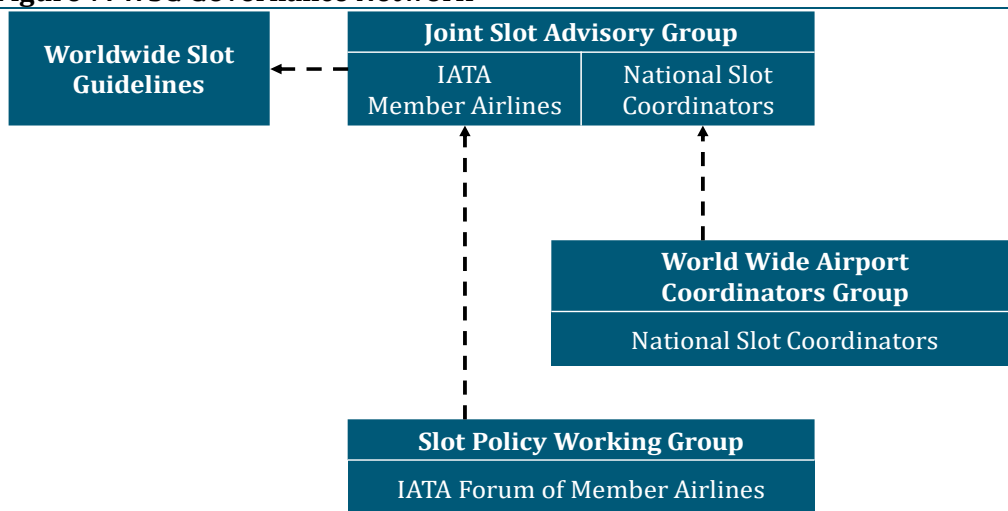 Joint Slot Advisory Group
Worldwide Slot
Guidelines
IATA
Member Airlines
National Slot
Coordinators
World Wide Airport
Coordinators Group
National Slot Coordinators
Slot Policy Working Group
IATA Forum of Member Airlines